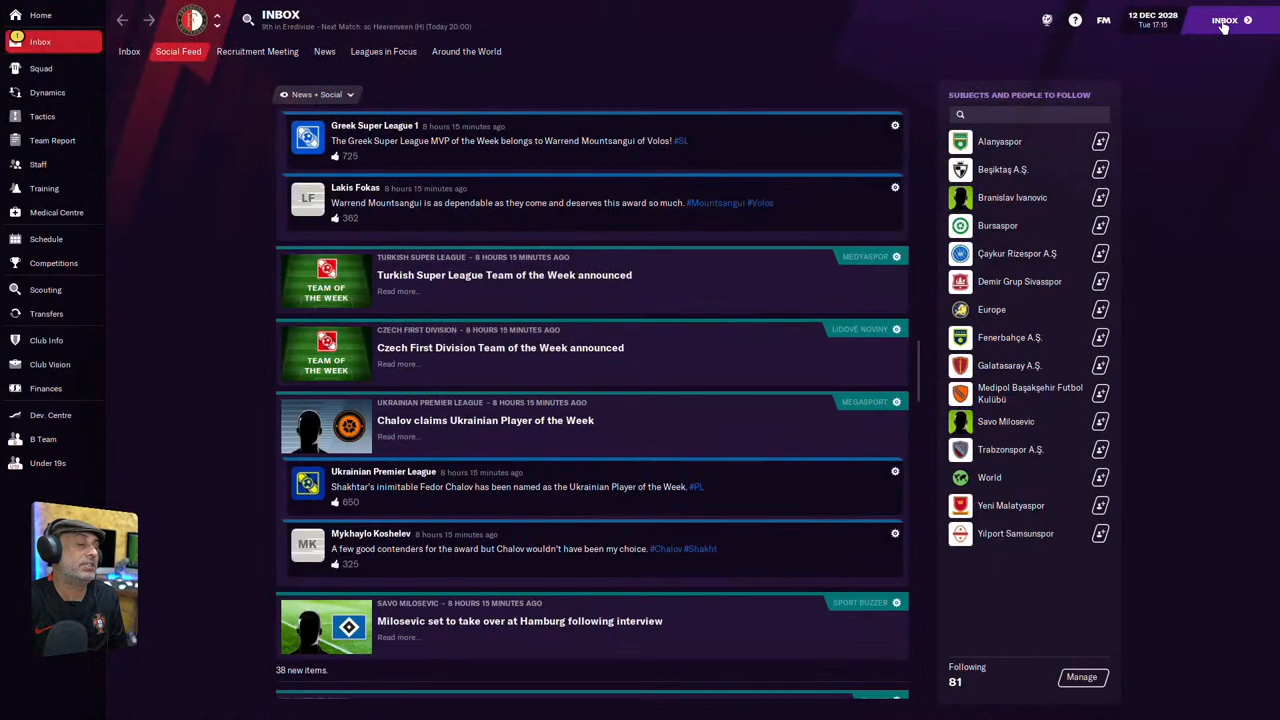 INBOX
9th in Eredivisie - Next Match: sc Heerenveen (H) (Today 20:00)
FM
12 DEC 2028
Tue 17:15
INBOX
Inbox
Social Feed
Recruitment Meeting
News
Leagues in Focus
Around the World
Home
1
Inbox
Squad
Dynamics
Tactics
Team Report
Staff
Training
Medical Centre
Schedule
Competitions
Scouting
Transfers
Club Info
Club Vision
Finances
Dev. Centre
B Team
Under 19s
News + Social
Greek Super League 1 8 hours 15 minutes ago
The Greek Super League MVP of the Week belongs to Warrend Mountsangui of Volos! #SL
725
LF
Lakis Fokas 8 hours 15 minutes ago
Warrend Mountsangui is as dependable as they come and deserves this award so much. #Mountsangui #Volos
362
TURKISH SUPER LEAGUE - 8 HOURS 15 MINUTES AGO
MEDYASPOR
Turkish Super League Team of the Week announced
Read more...
TEAM OF
THE WEEK
CZECH FIRST DIVISION - 8 HOURS 15 MINUTES AGO
LIDOVÉ NOVINY
Czech First Division Team of the Week announced
Read more...
TEAM OF
THE WEEK
UKRAINIAN PREMIER LEAGUE - 8 HOURS 15 MINUTES AGO
MEGASPORT
Chalov claims Ukrainian Player of the Week
Read more...
Ukrainian Premier League 8 hours 15 minutes ago
Shakhtar's inimitable Fedor Chalov has been named as the Ukrainian Player of the Week. #PL
650
MK
Mykhaylo Koshelev 8 hours 15 minutes ago
A few good contenders for the award but Chalov wouldn't have been my choice. #Chalov #Shakht
325
SAVO MILOSEVIC - 8 HOURS 15 MINUTES AGO
SPORT BUZZER
Milosevic set to take over at Hamburg following interview
Read more...
38 new items.
SUBJECTS AND PEOPLE TO FOLLOW
Alanyaspor
Beşiktaş A.Ş.
Branislav Ivanovic
Bursaspor
Çaykur Rizespor A.Ş
Demir Grup Sivasspor
Europe
Fenerbahçe A.Ş.
Galatasaray A.Ş.
Medipol Başakşehir Futbol
Kulübü
Savo Milosevic
Trabzonspor A.Ş.
World
Yeni Malatyaspor
Yilport Samsunspor
Following
81
Manage